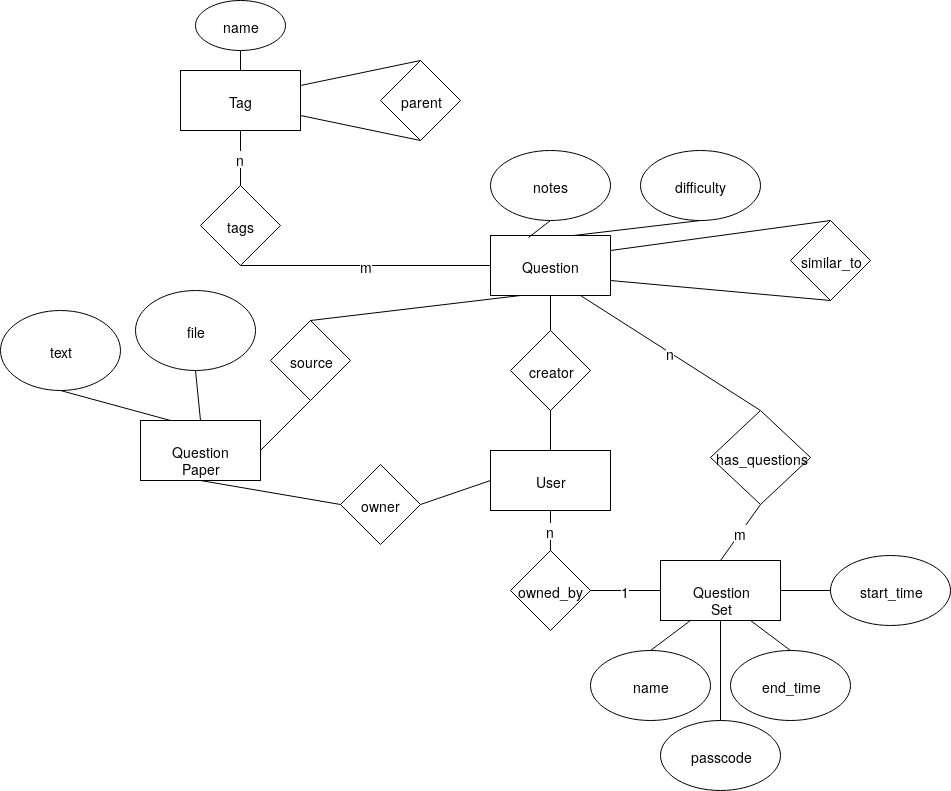 name
Tag
parent
n
tags
notes
difficulty
m
Question
similar_to
text
file
source
creator
n
has_questions
Question
Paper
owner
User
n
m
owned_by
1
Question
Set
start_time
name
end_time
passcode